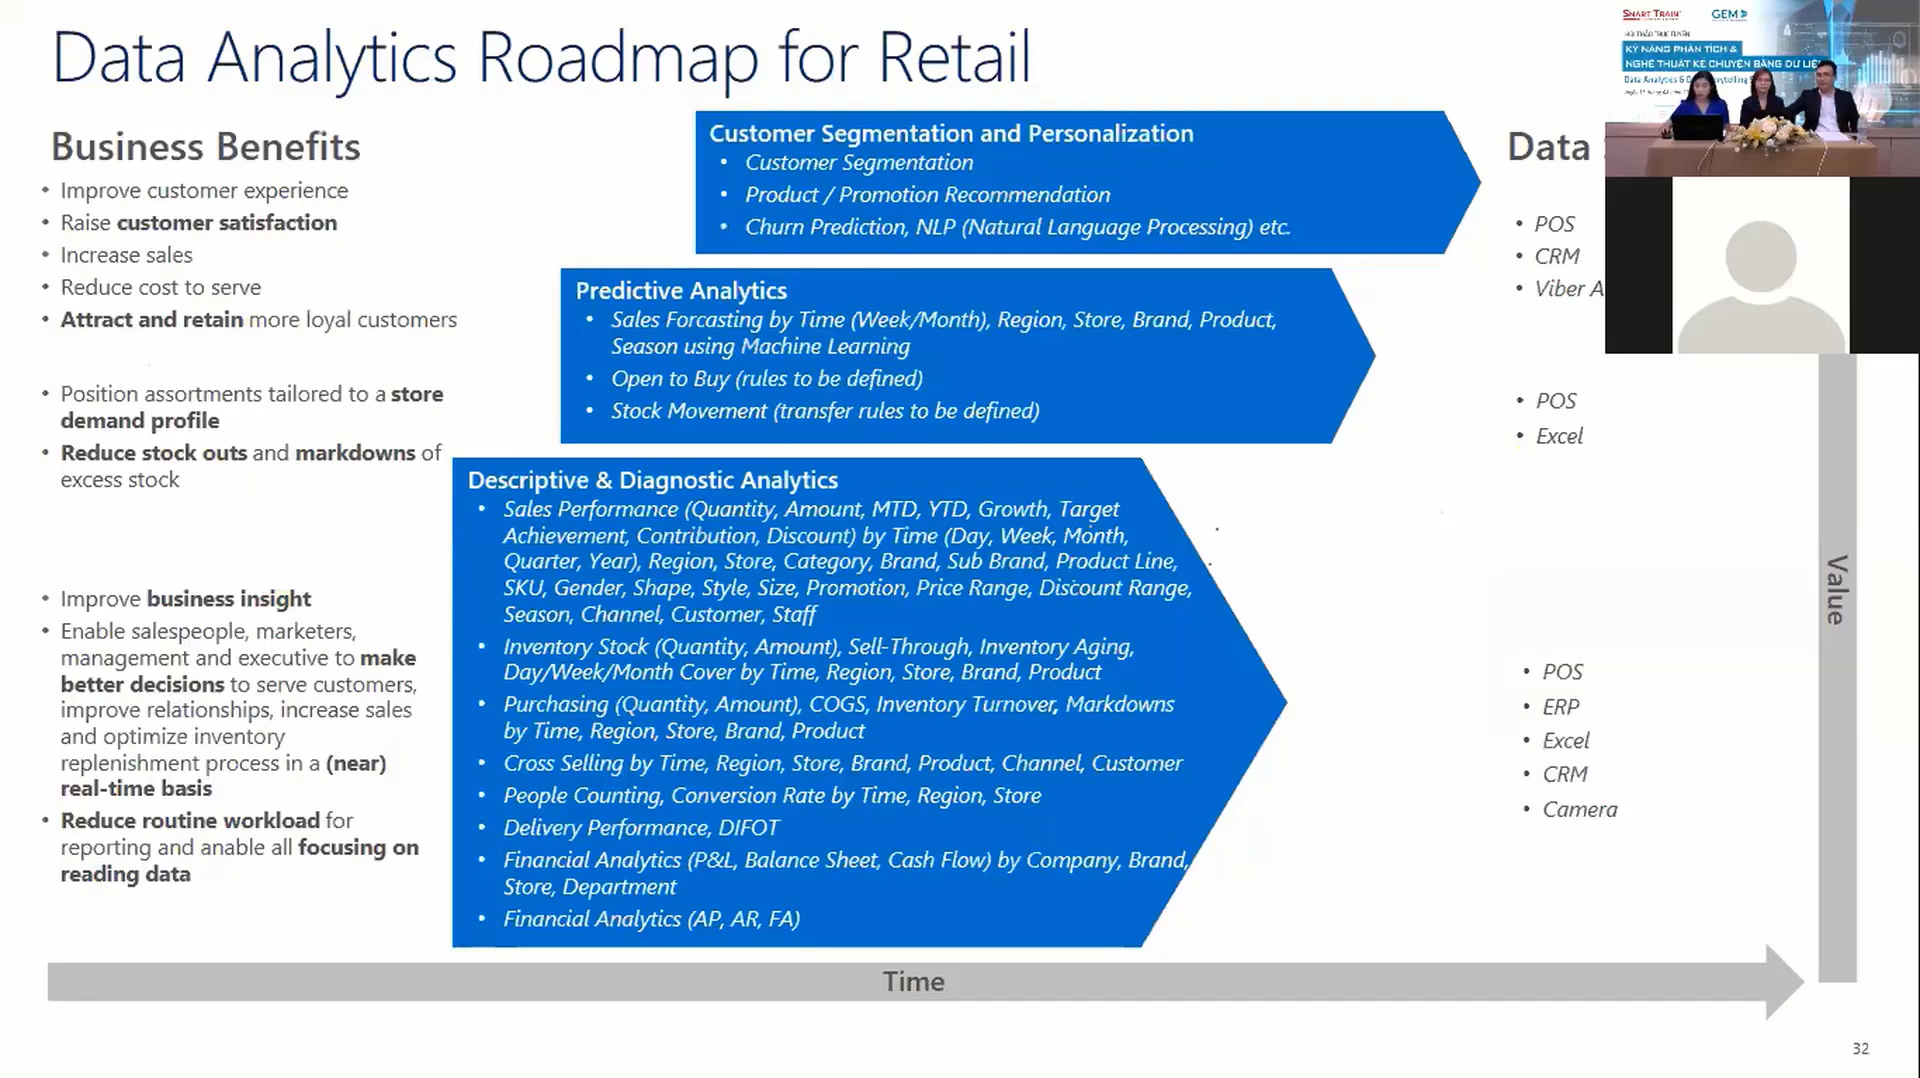 Data Analytics Roadmap for Retail
Business Benefits
• Improve customer experience
• Raise customer satisfaction
• Increase sales
• Reduce cost to serve
• Attract and retain more loyal customers
• Position assortments tailored to a store
demand profile
• Reduce stock outs and markdowns of
excess stock
• Improve business insight
• Enable salespeople, marketers,
management and executive to make
better decisions to serve customers,
improve relationships, increase sales
and optimize inventory
replenishment process in a (near)
real-time basis
• Reduce routine workload for
reporting and anable all focusing on
reading data
Customer Segmentation and Personalization
• Customer Segmentation
• Product / Promotion Recommendation
• Churn Prediction, NLP (Natural Language Processing) etc.
Predictive Analytics
• Sales Forcasting by Time (Week/Month), Region, Store, Brand, Product,
Season using Machine Learning
• Open to Buy (rules to be defined)
• Stock Movement (transfer rules to be defined)
Descriptive & Diagnostic Analytics
• Sales Performance (Quantity, Amount, MTD, YTD, Growth, Target
Achievement, Contribution, Discount) by Time (Day, Week, Month,
Quarter, Year), Region, Store, Category, Brand, Sub Brand, Product Line,
SKU, Gender, Shape, Style, Size, Promotion, Price Range, Discount Range,
Season, Channel, Customer, Staff
• Inventory Stock (Quantity, Amount), Sell-Through, Inventory Aging,
Day/Week/Month Cover by Time, Region, Store, Brand, Product
• Purchasing (Quantity, Amount), COGS, Inventory Turnover, Markdowns
by Time, Region, Store, Brand, Product
• Cross Selling by Time, Region, Store, Brand, Product, Channel, Customer
• People Counting, Conversion Rate by Time, Region, Store
• Delivery Performance, DIFOT
• Financial Analytics (P&L, Balance Sheet, Cash Flow) by Company, Brand,
Store, Department
• Financial Analytics (AP, AR, FA)
Data
• POS
• CRM
• Viber A
• POS
• Excel
• POS
• ERP
• Excel
• CRM
• Camera
Value
Time
32
SMART TRAIN
GEM
HỘI THẢO TRỰC TUYẾN
KỸ NĂNG PHÂN TÍCH &
NGHỆ THUẬT KỂ CHUYỆN BẰNG DỮ LIỆU
Data Analytics &